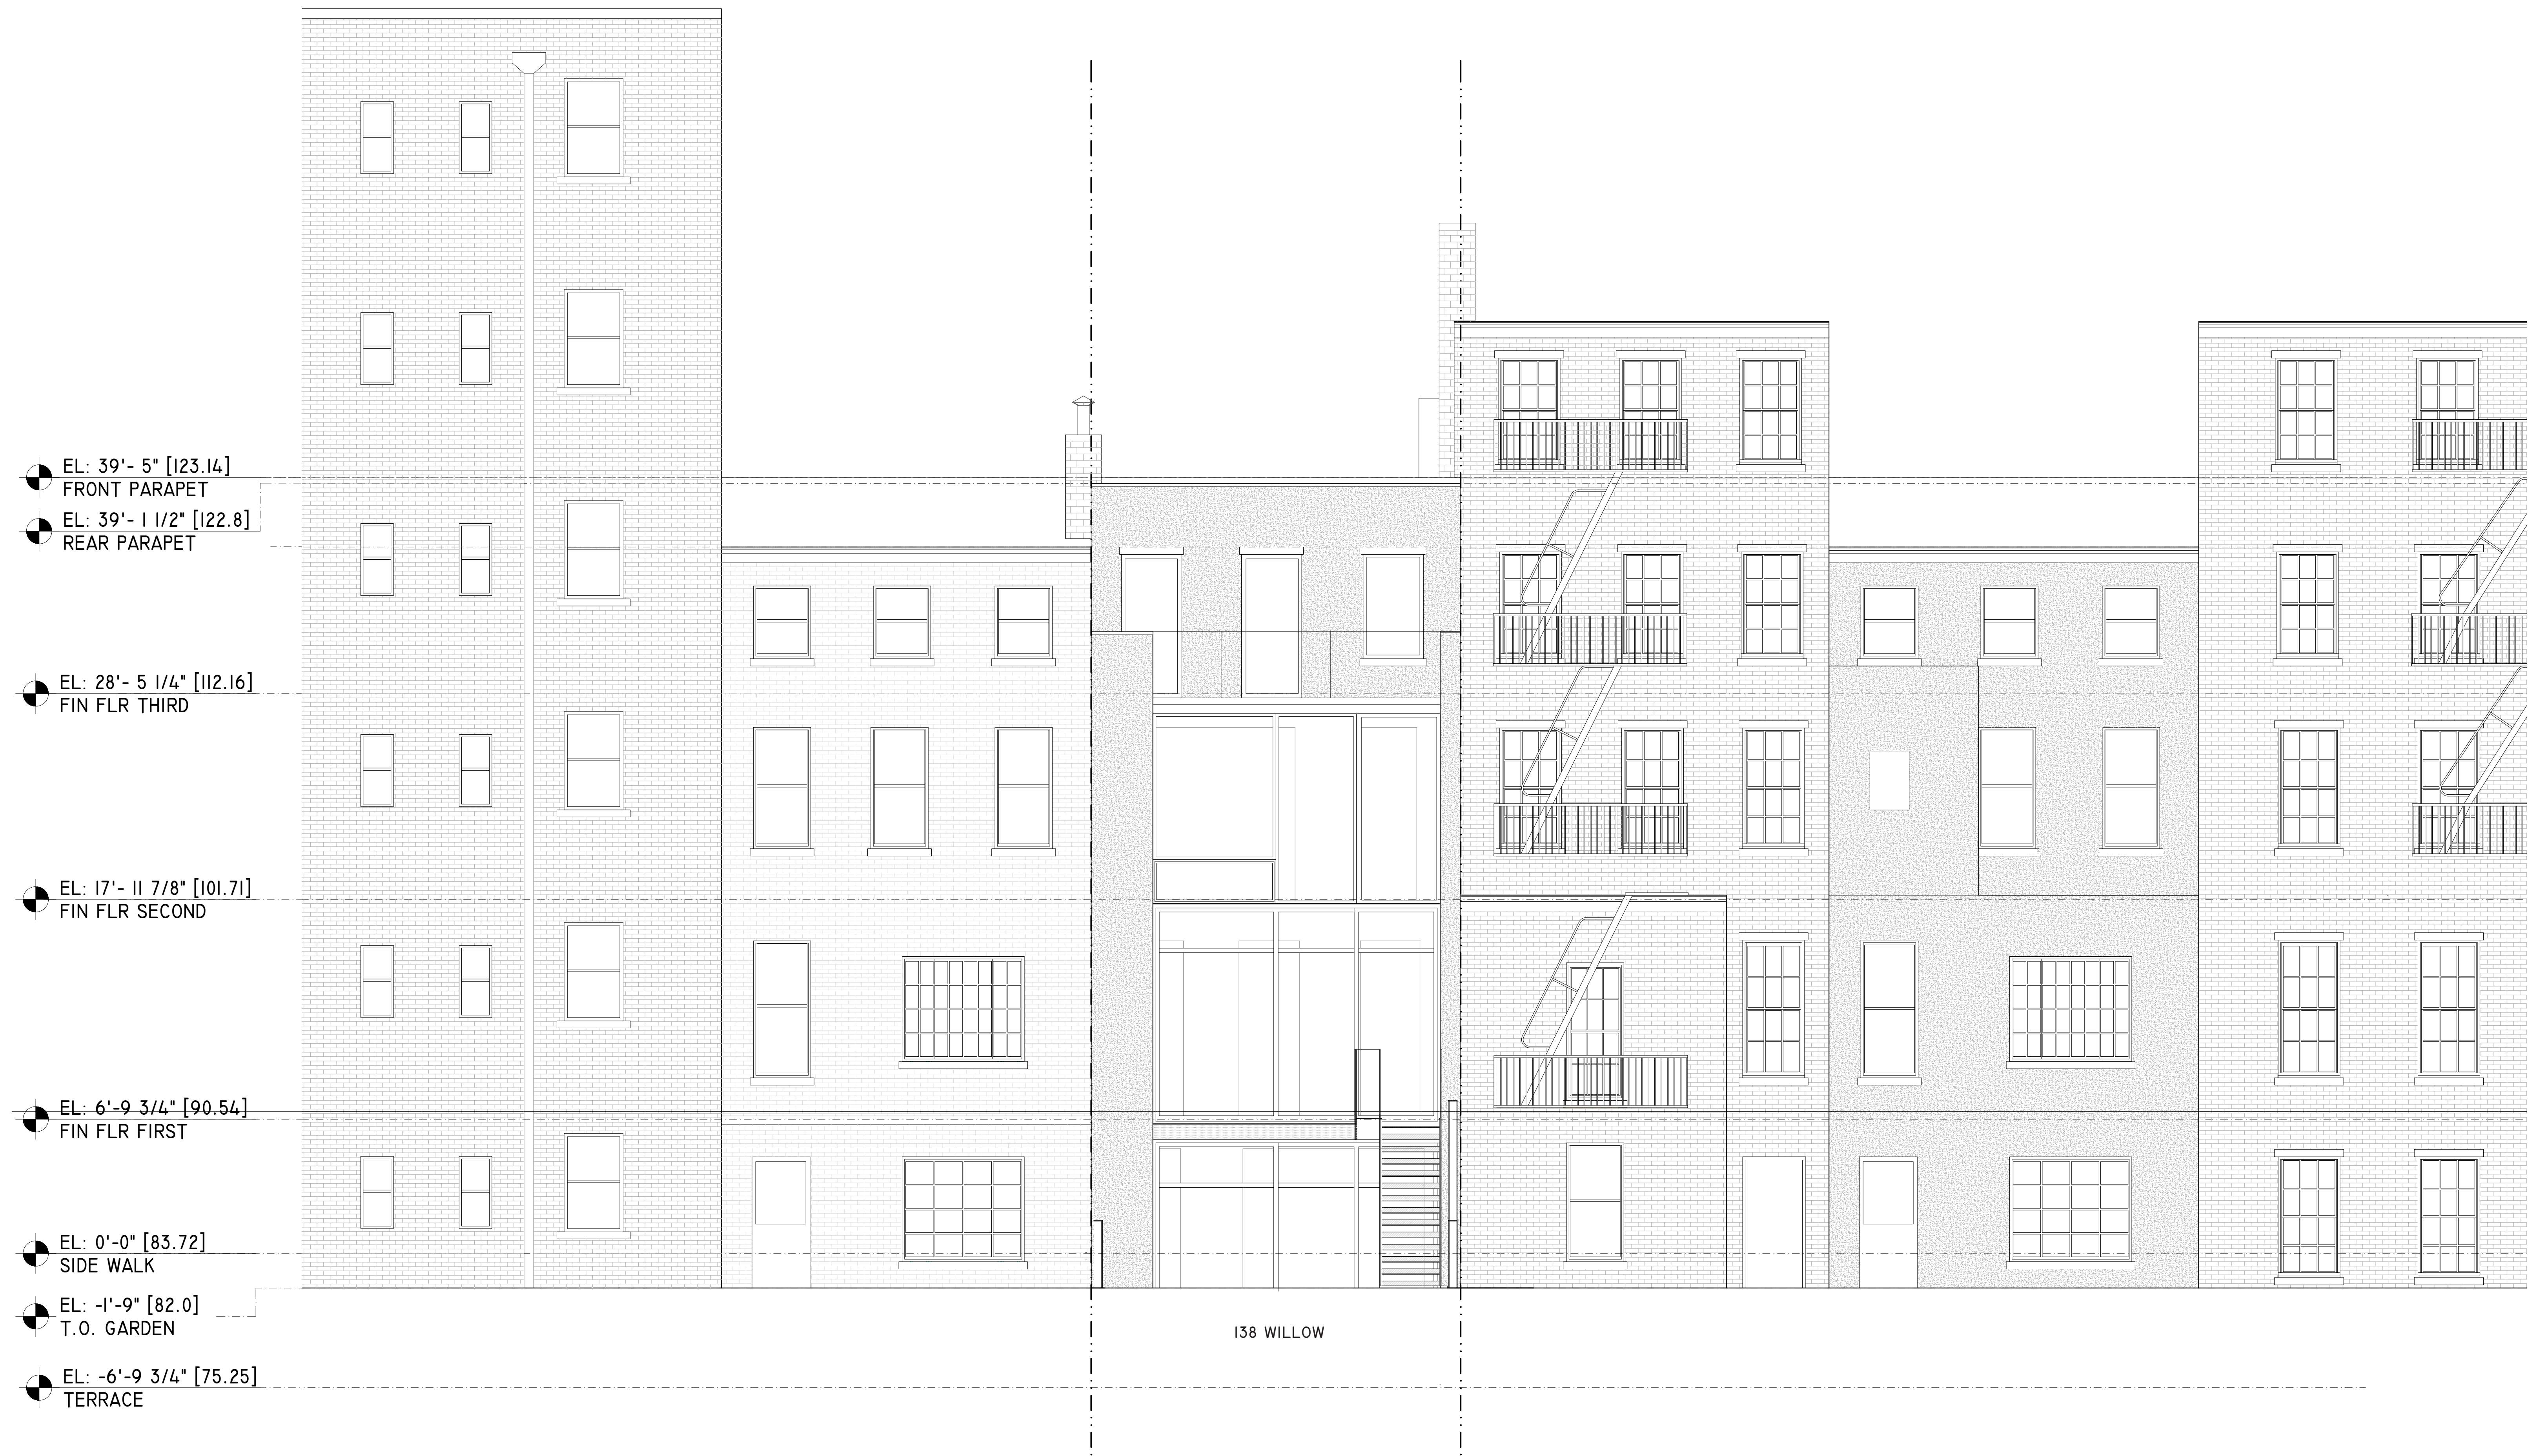 EL: 39'- 5" [123.14]
FRONT PARAPET
EL: 39'- 1 1/2" [122.8]
REAR PARAPET
EL: 28'- 5 1/4" [112.16]
FIN FLR THIRD
EL: 17'- 11 7/8" [101.71]
FIN FLR SECOND
EL: 6'-9 3/4" [90.54]
FIN FLR FIRST
EL: 0'-0" [83.72]
SIDE WALK
EL: -1'-9" [82.0]
T.O. GARDEN
138 WILLOW
EL: -6'-9 3/4" [75.25]
TERRACE